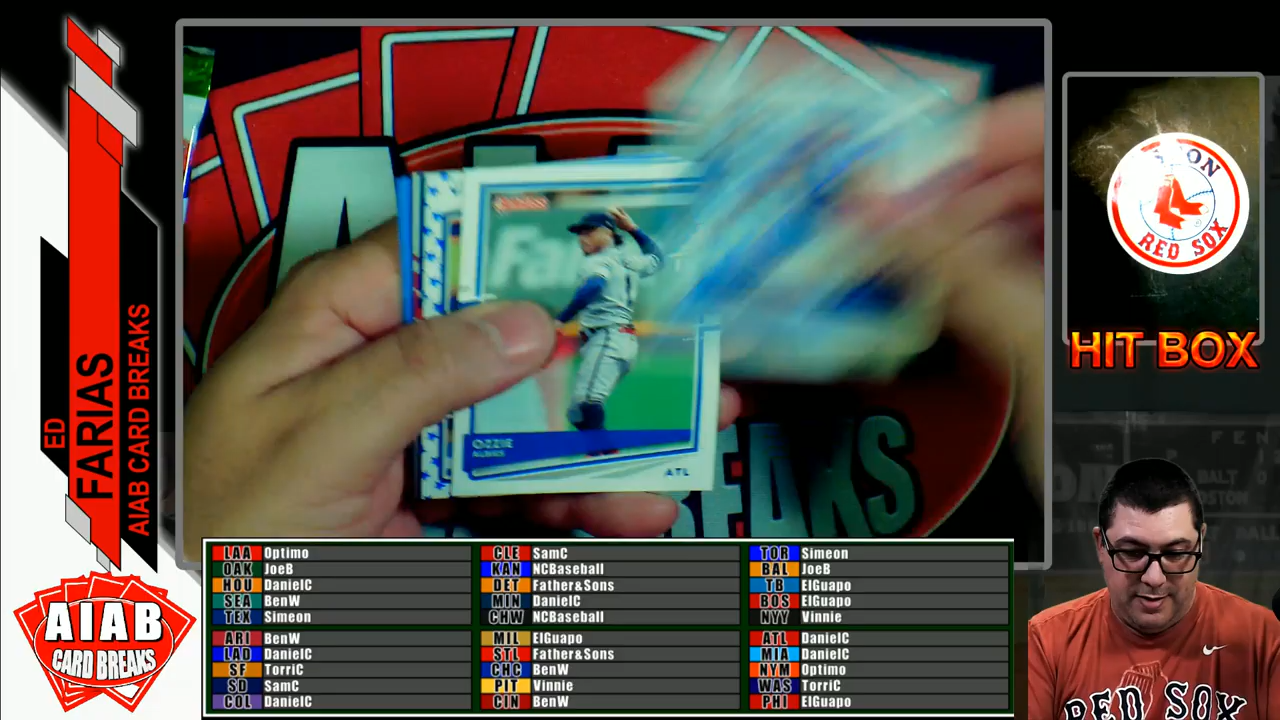 ED
FARIAS
AIAB CARD BREAKS
AIAB
CARD BREAKS
OZZIE
ALBIES
ATL
RED SOX
HIT BOX
RED SOX
LAA Optimo
OAK JoeB
HOU DanielC
SEA BenW
TEX Simeon
ARI BenW
LAD DanielC
SF TorriC
SD SamC
COL DanielC
CLE SamC
KAN NCBaseball
DET Father&Sons
MIN DanielC
CHW NCBaseball
MIL ElGuapo
STL Father&Sons
CHC BenW
PIT Vinnie
CIN BenW
TOR Simeon
BAL JoeB
TB ElGuapo
BOS ElGuapo
NYY Vinnie
ATL DanielC
MIA DanielC
NYM Optimo
WAS TorriC
PHI ElGuapo